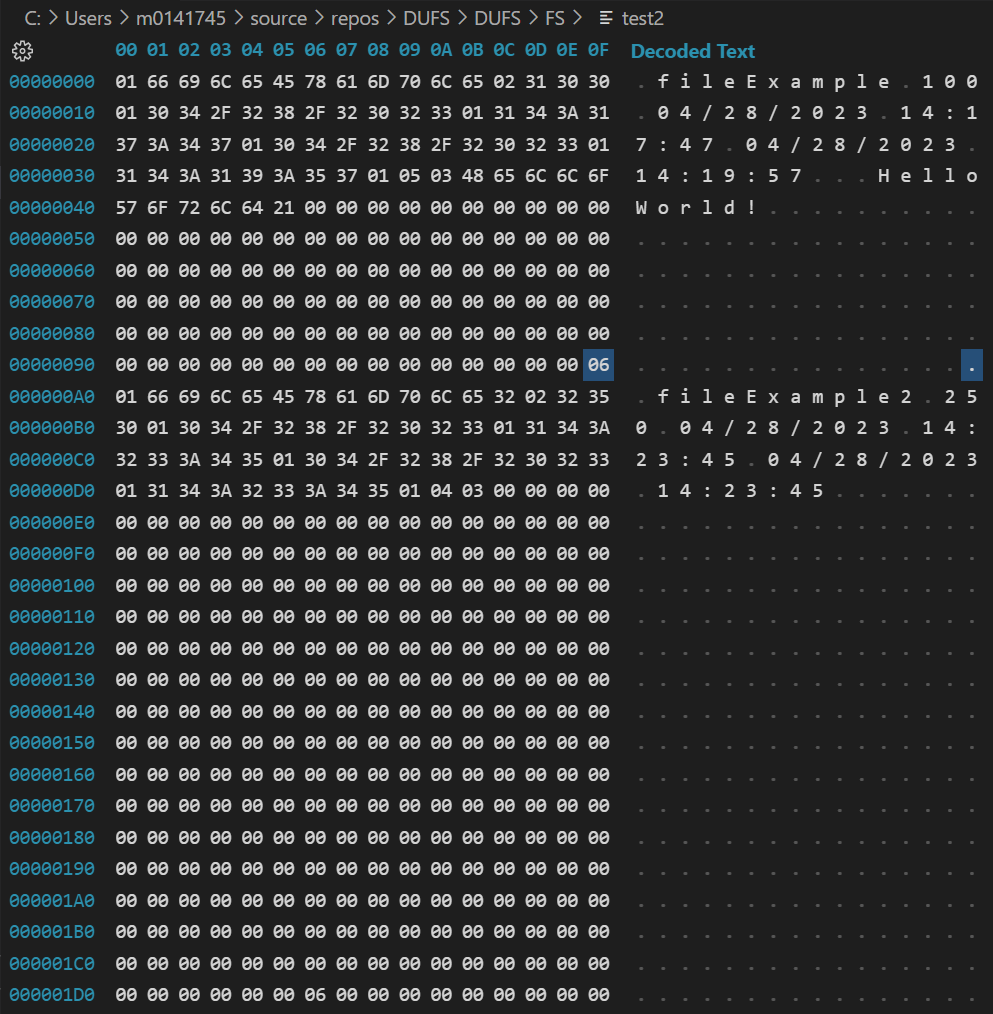 C: > Users > m0141745 > source > repos > DUFS > DUFS > FS > test2
00 01 02 03 04 05 06 07 08 09 0A 0B 0C 0D 0E 0F Decoded Text
00000000 01 66 69 6C 65 45 78 61 6D 70 6C 65 02 31 30 30 . f i l e E x a m p l e . 1 0 0
00000010 01 30 34 2F 32 38 2F 32 30 32 33 01 31 34 3A 31 . 0 4 / 2 8 / 2 0 2 3 . 1 4 : 1
00000020 37 3A 34 37 01 30 34 2F 32 38 2F 32 30 32 33 01 7 : 4 7 . 0 4 / 2 8 / 2 0 2 3 .
00000030 31 34 3A 31 39 3A 35 37 01 05 03 48 65 6C 6C 6F 1 4 : 1 9 : 5 7 . . . H e l l o
00000040 57 6F 72 6C 64 21 00 00 00 00 00 00 00 00 00 00 W o r l d ! . . . . . . . . . .
00000050 00 00 00 00 00 00 00 00 00 00 00 00 00 00 00 00 . . . . . . . . . . . . . . . .
00000060 00 00 00 00 00 00 00 00 00 00 00 00 00 00 00 00 . . . . . . . . . . . . . . . .
00000070 00 00 00 00 00 00 00 00 00 00 00 00 00 00 00 00 . . . . . . . . . . . . . . . .
00000080 00 00 00 00 00 00 00 00 00 00 00 00 00 00 00 00 . . . . . . . . . . . . . . . .
00000090 00 00 00 00 00 00 00 00 00 00 00 00 00 00 00 06 . . . . . . . . . . . . . . . .
000000A0 01 66 69 6C 65 45 78 61 6D 70 6C 65 32 02 32 35 . f i l e E x a m p l e 2 . 2 5
000000B0 30 01 30 34 2F 32 38 2F 32 30 32 33 01 31 34 3A 0 . 0 4 / 2 8 / 2 0 2 3 . 1 4 :
000000C0 32 33 3A 34 35 01 30 34 2F 32 38 2F 32 30 32 33 2 3 : 4 5 . 0 4 / 2 8 / 2 0 2 3
000000D0 01 31 34 3A 32 33 3A 34 35 01 04 03 00 00 00 00 . 1 4 : 2 3 : 4 5 . . . . . . .
000000E0 00 00 00 00 00 00 00 00 00 00 00 00 00 00 00 00 . . . . . . . . . . . . . . . .
000000F0 00 00 00 00 00 00 00 00 00 00 00 00 00 00 00 00 . . . . . . . . . . . . . . . .
00000100 00 00 00 00 00 00 00 00 00 00 00 00 00 00 00 00 . . . . . . . . . . . . . . . .
00000110 00 00 00 00 00 00 00 00 00 00 00 00 00 00 00 00 . . . . . . . . . . . . . . . .
00000120 00 00 00 00 00 00 00 00 00 00 00 00 00 00 00 00 . . . . . . . . . . . . . . . .
00000130 00 00 00 00 00 00 00 00 00 00 00 00 00 00 00 00 . . . . . . . . . . . . . . . .
00000140 00 00 00 00 00 00 00 00 00 00 00 00 00 00 00 00 . . . . . . . . . . . . . . . .
00000150 00 00 00 00 00 00 00 00 00 00 00 00 00 00 00 00 . . . . . . . . . . . . . . . .
00000160 00 00 00 00 00 00 00 00 00 00 00 00 00 00 00 00 . . . . . . . . . . . . . . . .
00000170 00 00 00 00 00 00 00 00 00 00 00 00 00 00 00 00 . . . . . . . . . . . . . . . .
00000180 00 00 00 00 00 00 00 00 00 00 00 00 00 00 00 00 . . . . . . . . . . . . . . . .
00000190 00 00 00 00 00 00 00 00 00 00 00 00 00 00 00 00 . . . . . . . . . . . . . . . .
000001A0 00 00 00 00 00 00 00 00 00 00 00 00 00 00 00 00 . . . . . . . . . . . . . . . .
000001B0 00 00 00 00 00 00 00 00 00 00 00 00 00 00 00 00 . . . . . . . . . . . . . . . .
000001C0 00 00 00 00 00 00 00 00 00 00 00 00 00 00 00 00 . . . . . . . . . . . . . . . .
000001D0 00 00 00 00 00 00 06 00 00 00 00 00 00 00 00 00 . . . . . . . . . . . . . . . .